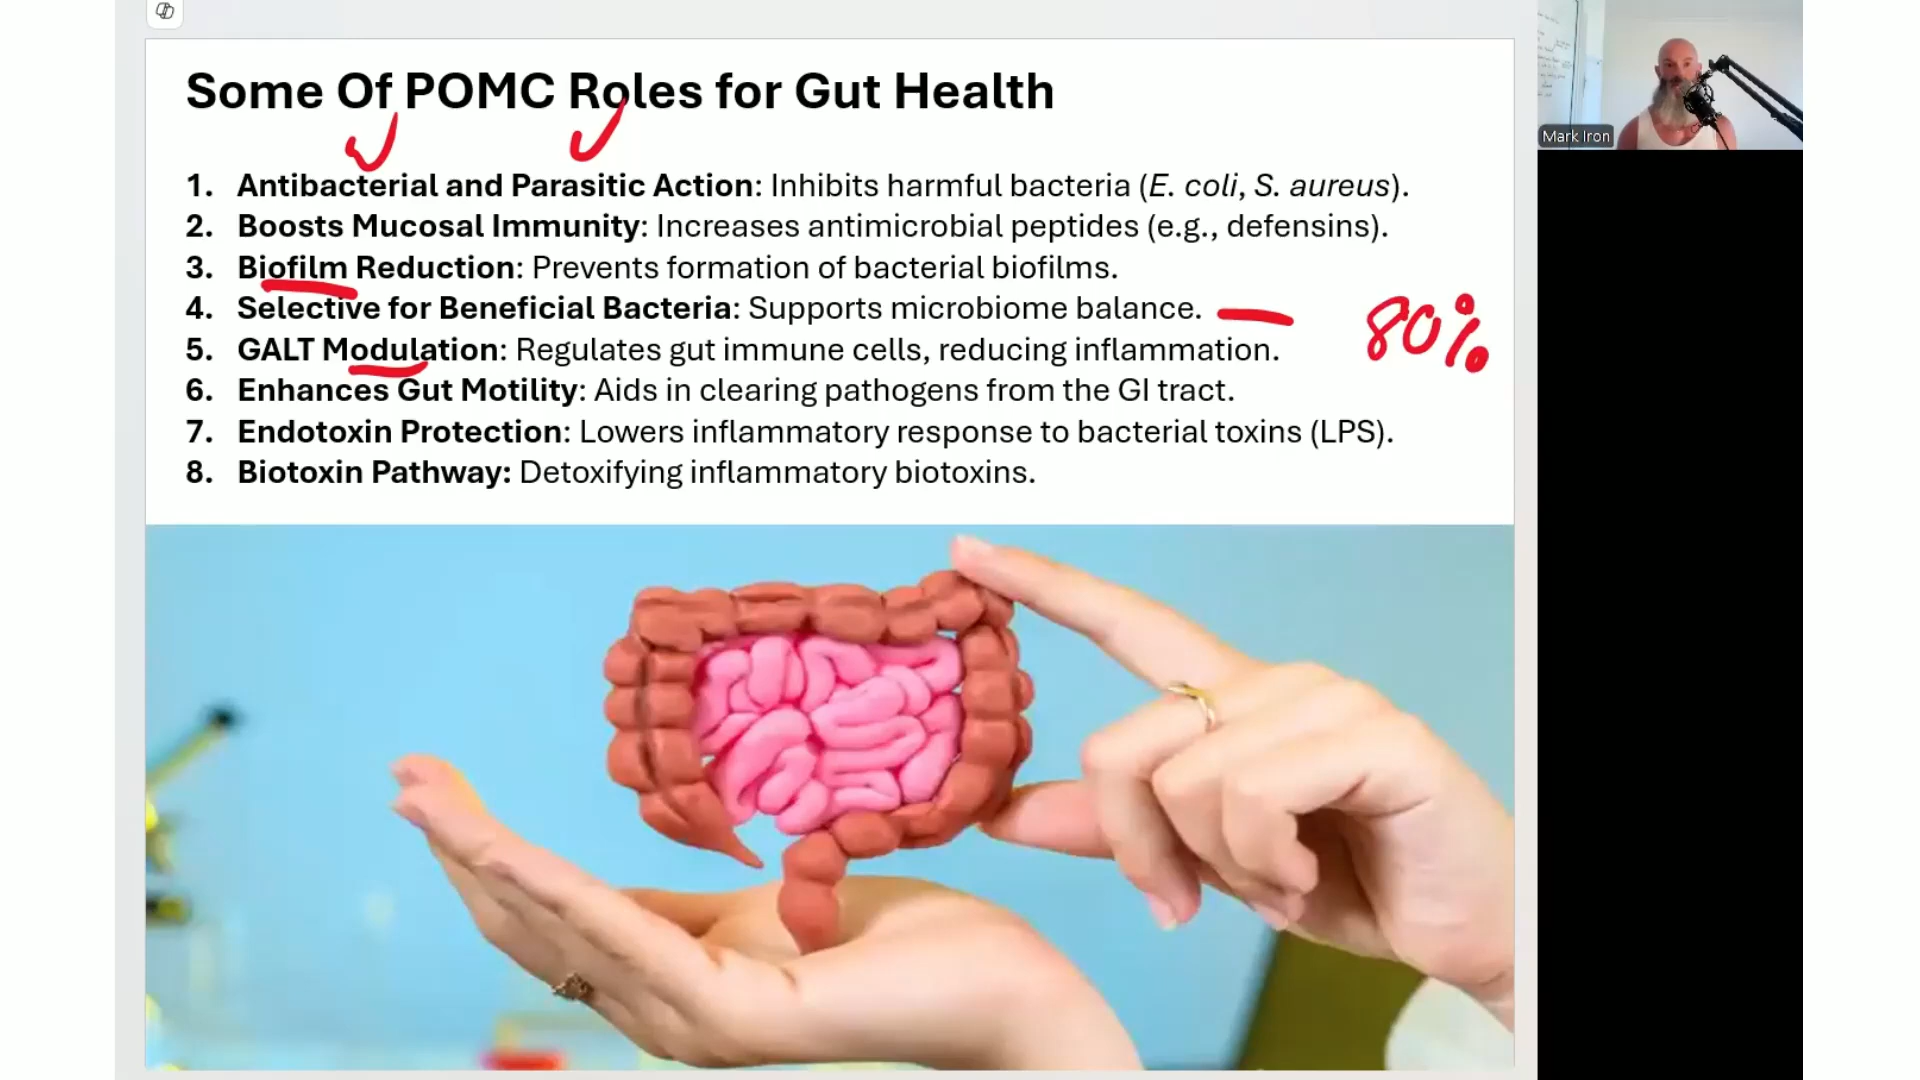 Some Of POMC Roles for Gut Health
1. Antibacterial and Parasitic Action: Inhibits harmful bacteria (E. coli, S. aureus).
2. Boosts Mucosal Immunity: Increases antimicrobial peptides (e.g., defensins).
3. Biofilm Reduction: Prevents formation of bacterial biofilms.
4. Selective for Beneficial Bacteria: Supports microbiome balance.
80%
5. GALT Modulation: Regulates gut immune cells, reducing inflammation.
6. Enhances Gut Motility: Aids in clearing pathogens from the GI tract.
7. Endotoxin Protection: Lowers inflammatory response to bacterial toxins (LPS).
8. Biotoxin Pathway: Detoxifying inflammatory biotoxins.
Mark Iron